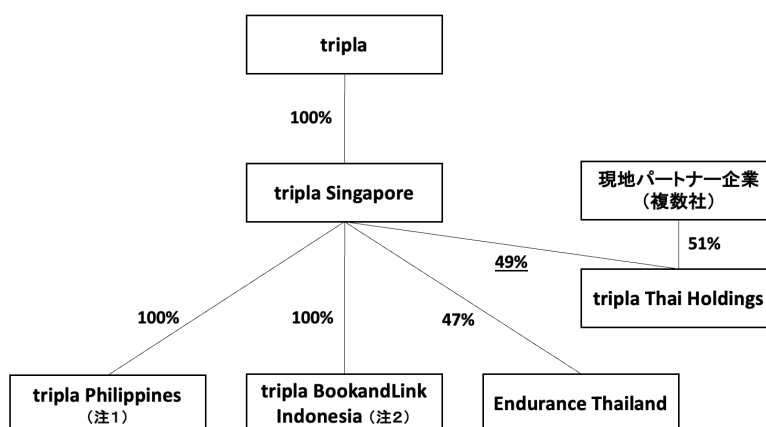 tripla
100%
tripla Singapore
現地パートナー企業
(複数社)
51%
49%
tripla Thai Holdings
100%
100%
47%
tripla Philippines
(注1)
tripla BookandLink
Indonesia (注2)
Endurance Thailand